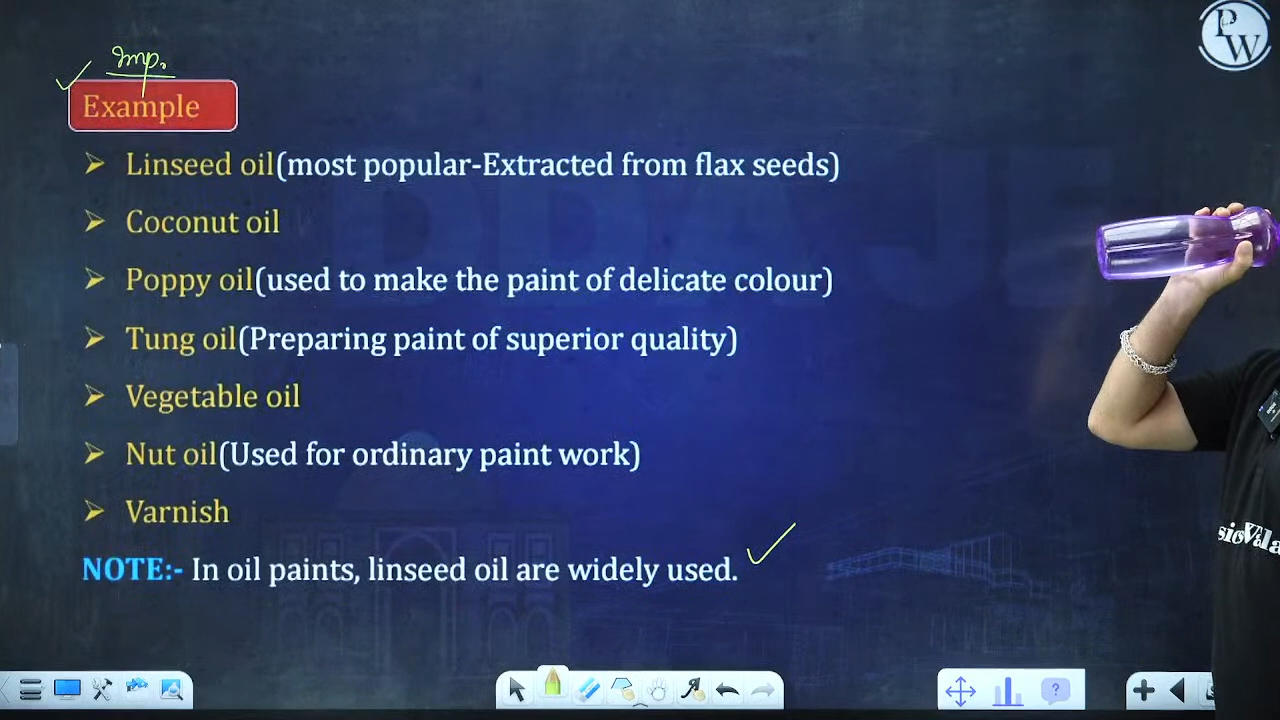 PW
Imp.
Example
Linseed oil(most popular-Extracted from flax seeds)
Coconut oil
Poppy oil(used to make the paint of delicate colour)
Tung oil(Preparing paint of superior quality)
Vegetable oil
Nut oil(Used for ordinary paint work)
Varnish
NOTE:- In oil paints, linseed oil are widely used.